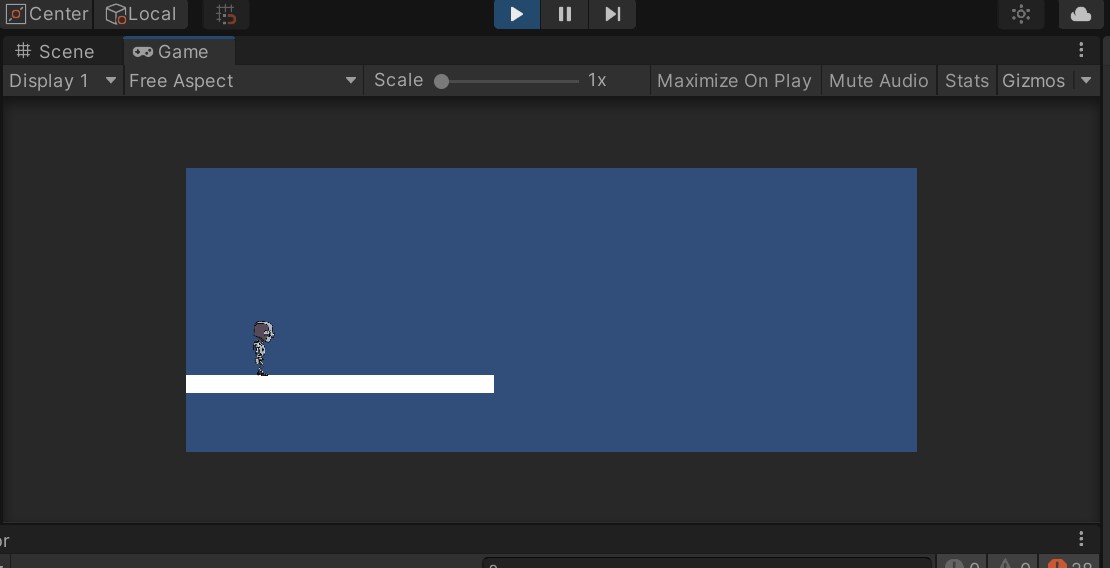 Center Local
Scene Game
Display 1 Free Aspect Scale 1x Maximize On Play Mute Audio Stats Gizmos
or
0 0 28